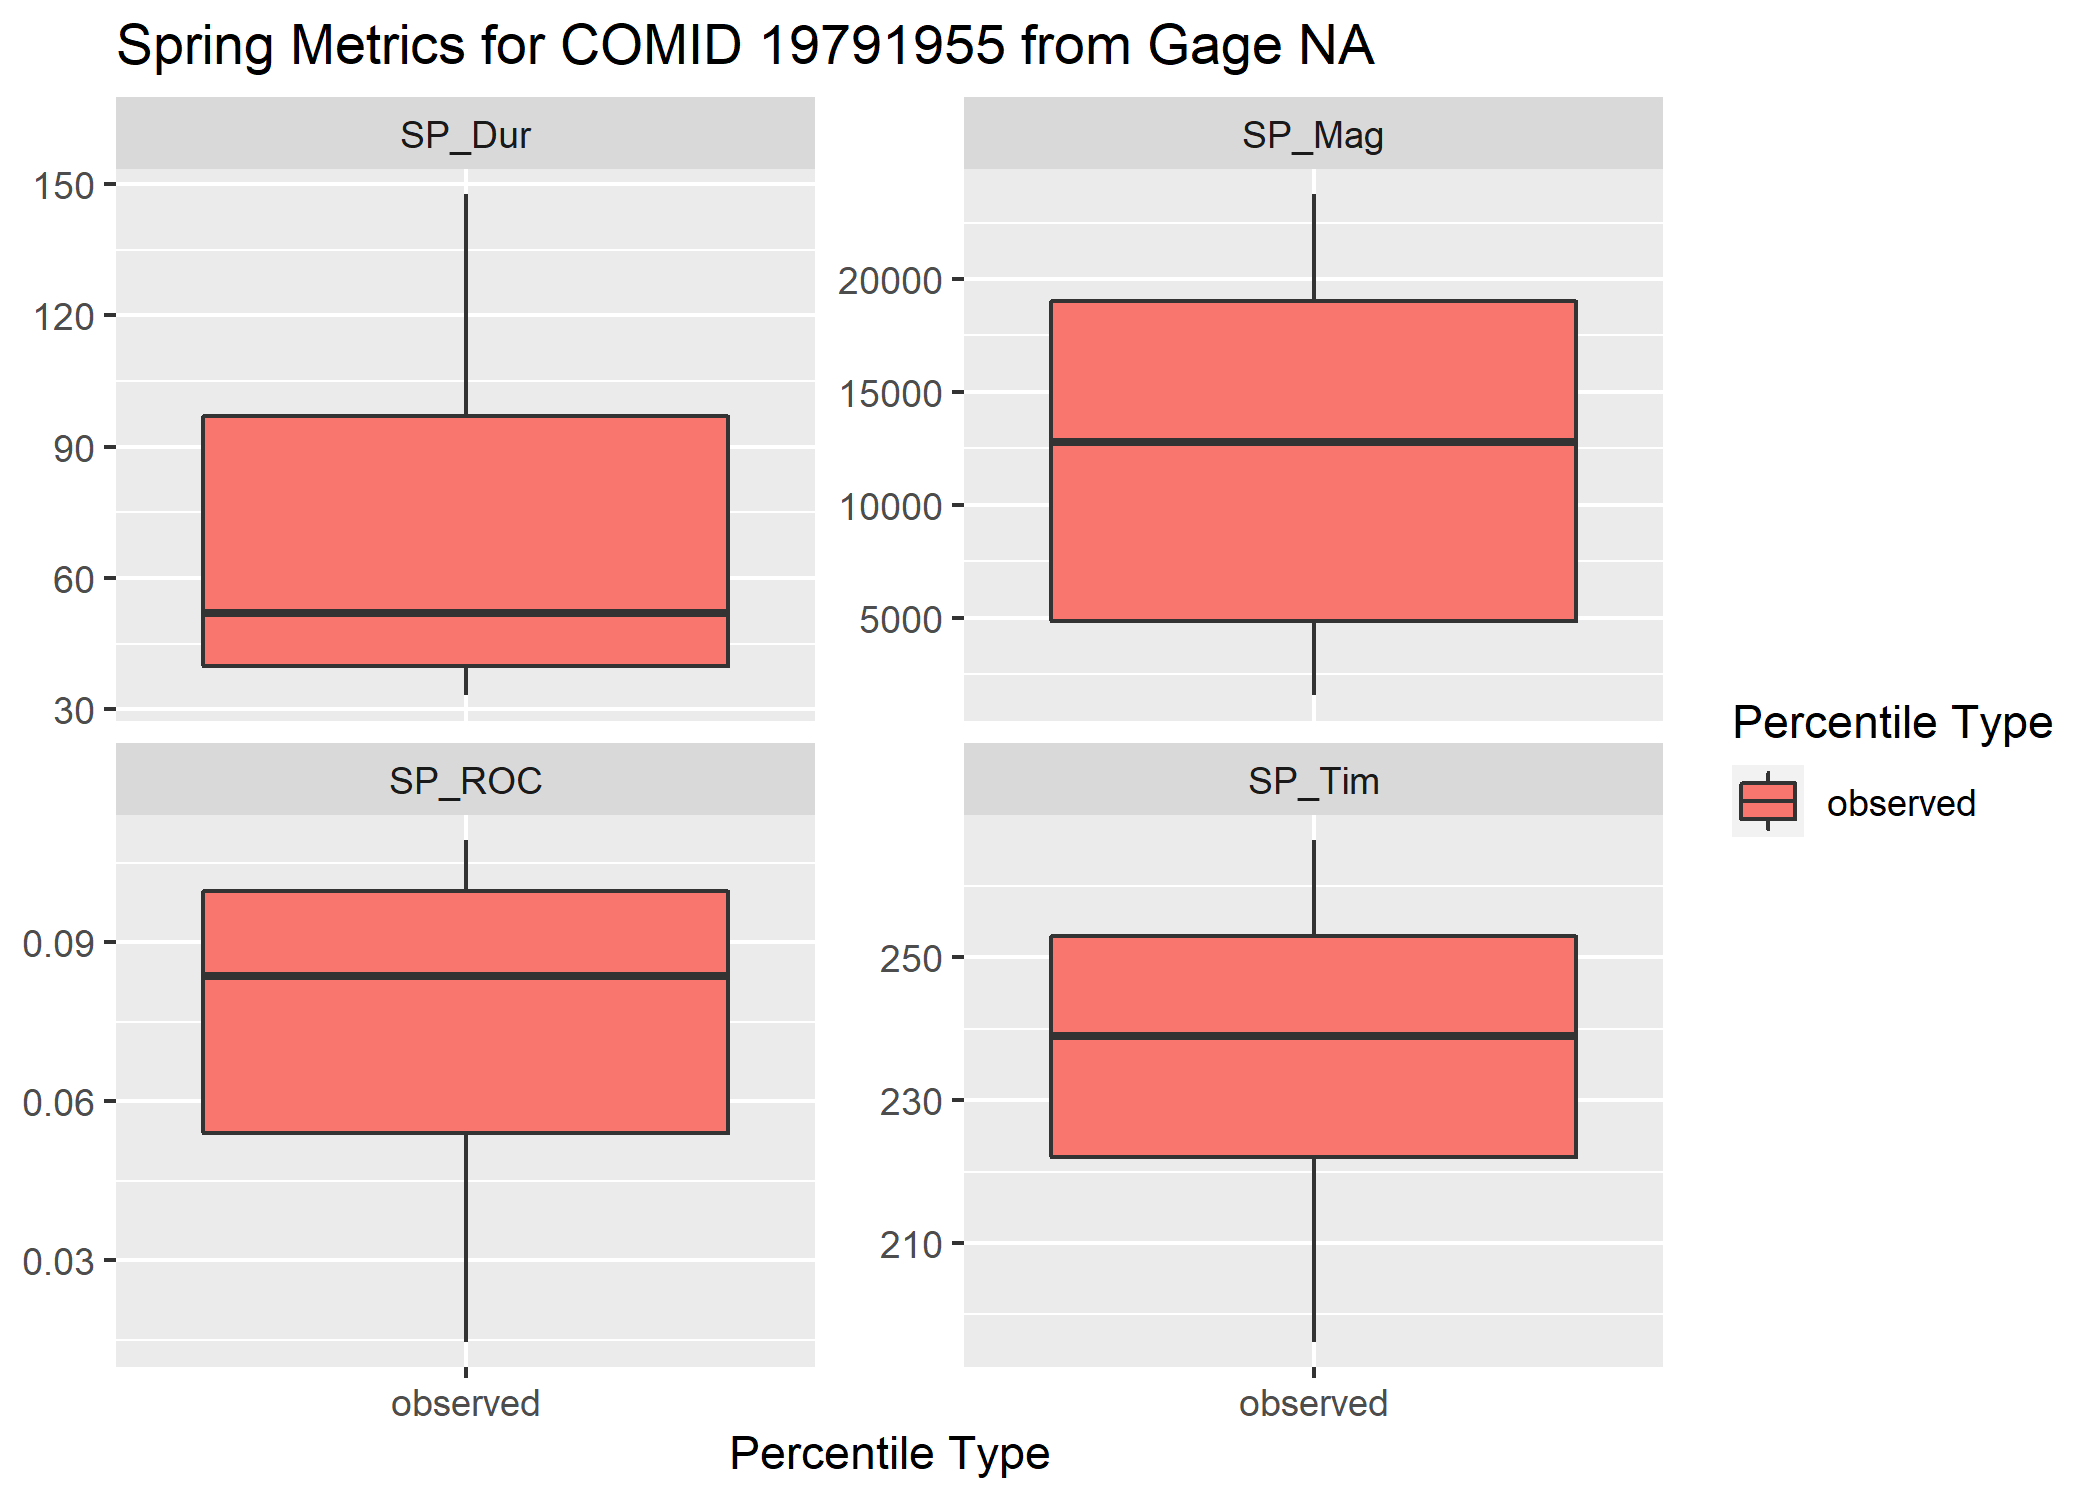 Spring Metrics for COMID 19791955 from Gage NA
SP_Dur
SP_Mag
150
120
90
60
30
20000
15000
10000
5000
SP_ROC
SP_Tim
0.09
0.06
0.03
250
230
210
observed
observed
Percentile Type
Percentile Type
observed